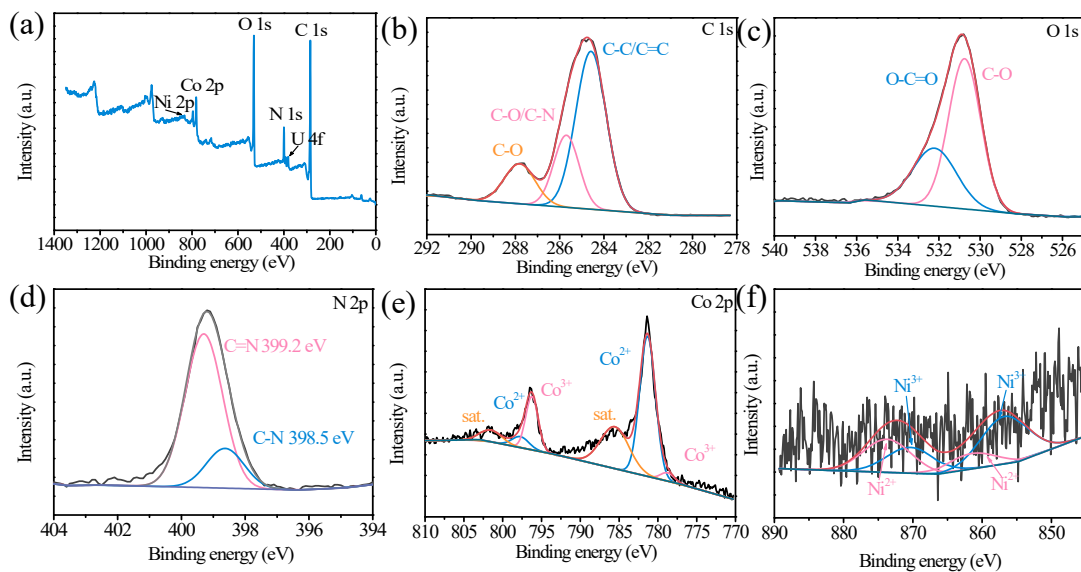 (a)
O 1s
C 1s
Co 2p
Ni 2p
N 1s
U 4f
Intensity (a.u.)
1400 1200 1000 800 600 400 200 0
Binding energy (eV)
(b)
C 1s
C-C/C=C
C-O/C-N
C-O
Intensity (a.u.)
292 290 288 286 284 282 280 278
Binding energy (eV)
(c)
O 1s
O-C=O
C-O
Intensity (a.u.)
540 538 536 534 532 530 528 526
Binding energy (eV)
(d)
N 2p
C=N 399.2 eV
C-N 398.5 eV
Intensity (a.u.)
404 402 400 398 396 394
Binding energy (eV)
(e)
Co 2p
Co²⁺
Co³⁺
Co²⁺
sat.
sat.
Co³⁺
Intensity (a.u.)
810 805 800 795 790 785 780 775 770
Binding energy (eV)
(f)
Ni³⁺
Ni³⁺
Ni²⁺
Ni²⁺
Intensity (a.u.)
890 880 870 860 850
Binding energy (eV)